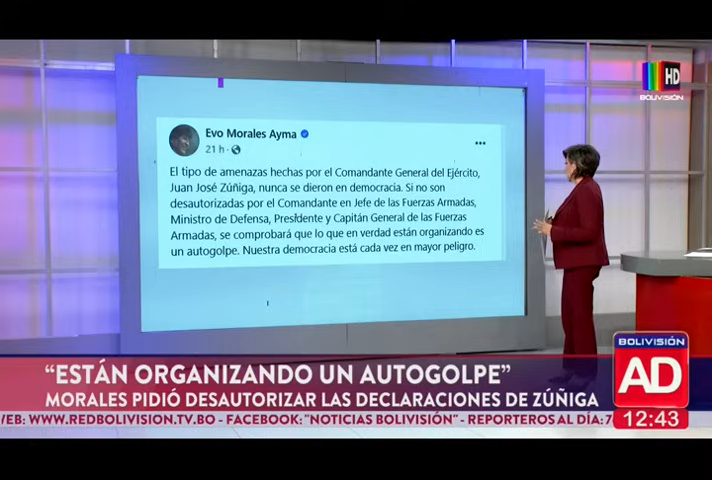 HD
BOLIVISIÓN
Evo Morales Ayma
21 h
El tipo de amenazas hechas por el Comandante General del Ejército,
Juan José Zúñiga, nunca se dieron en democracia. Si no son
desautorizadas por el Comandante en Jefe de las Fuerzas Armadas,
Ministro de Defensa, Presidente y Capitán General de las Fuerzas
Armadas, se comprobará que lo que en verdad están organizando es
un autogolpe. Nuestra democracia está cada vez en mayor peligro.
“ESTÁN ORGANIZANDO UN AUTOGOLPE”
MORALES PIDIÓ DESAUTORIZAR LAS DECLARACIONES DE ZÚÑIGA
BOLIVISIÓN
AD
12:43
WEB: WWW.REDBOLIVISION.TV.BO - FACEBOOK: "NOTICIAS BOLIVISIÓN" - REPORTEROS AL DÍA: 7